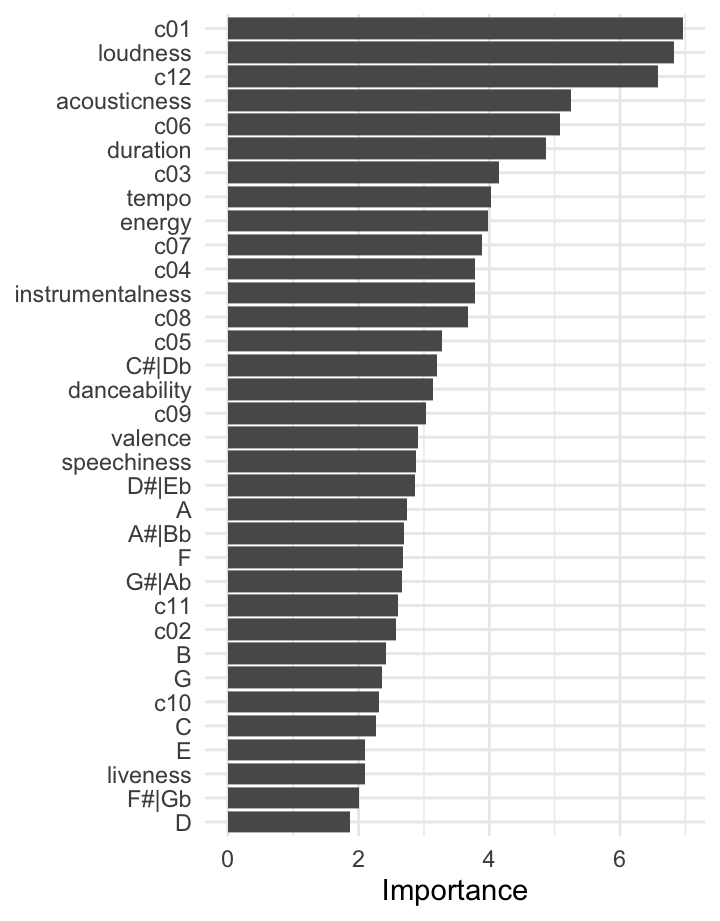 c01
loudness
c12
acousticness
c06
duration
c03
tempo
energy
c07
c04
instrumentalness
c08
c05
C#|Db
danceability
c09
valence
speechiness
D#|Eb
A
A#|Bb
F
G#|Ab
c11
c02
B
G
c10
C
E
liveness
F#|Gb
D
0 2 4 6
Importance